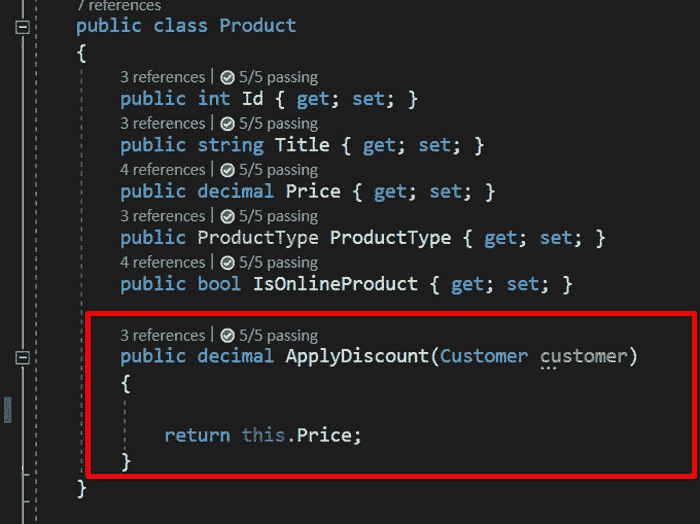 7 references
public class Product
{
3 references | 5/5 passing
public int Id { get; set; }
3 references | 5/5 passing
public string Title { get; set; }
4 references | 5/5 passing
public decimal Price { get; set; }
3 references | 5/5 passing
public ProductType ProductType { get; set; }
4 references | 5/5 passing
public bool IsOnlineProduct { get; set; }
3 references | 5/5 passing
public decimal ApplyDiscount(Customer customer)
{
return this.Price;
}
}